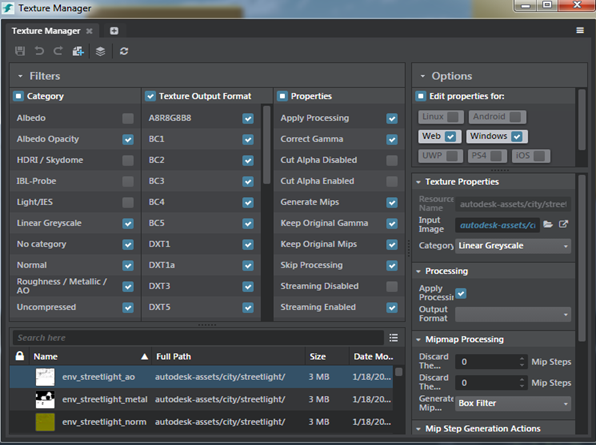 Texture Manager
Texture Manager
Filters
Category
Texture Output Format
Properties
Albedo
A8R8G8B8
Apply Processing
Albedo Opacity
BC1
Correct Gamma
HDRI / Skydome
BC2
Cut Alpha Disabled
IBL-Probe
BC3
Cut Alpha Enabled
Light/IES
BC4
Generate Mips
Linear Greyscale
BC5
Keep Original Gamma
No category
DXT1
Keep Original Mips
Normal
DXT1a
Skip Processing
Roughness / Metallic /
AO
DXT3
Streaming Disabled
Uncompressed
DXT5
Streaming Enabled
Search here
Name
Full Path
Size
Date Mo...
env_streetlight_ao
autodesk-assets/city/streetlight/
3 MB
1/18/20...
env_streetlight_metal
autodesk-assets/city/streetlight/
3 MB
1/18/20...
env_streetlight_norm
autodesk-assets/city/streetlight/
3 MB
1/18/20...
Options
Edit properties for:
Linux
Android
Web
Windows
UWP
PS4
iOS
Texture Properties
Resource
Name
autodesk-assets/city/street
Input
Image
autodesk-assets/ci
Category
Linear Greyscale
Processing
Apply
Processin
Output
Format
Mipmap Processing
Discard
The...
0
Mip Steps
Discard
The...
0
Mip Steps
Generate
Mip...
Box Filter
Mip Step Generation Actions